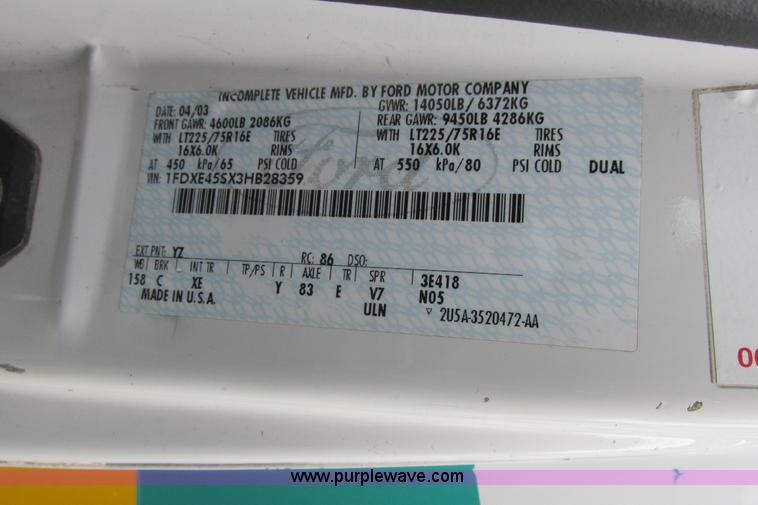 INCOMPLETE VEHICLE MFD. BY FORD MOTOR COMPANY
DATE: 04/03 GVWR: 14050LB/ 6372KG
FRONT GAWR: 4600LB 2086KG REAR GAWR: 9450LB 4286KG
WITH LT225/75R16E TIRES WITH LT225/75R16E TIRES
16X6.0K RIMS 16X6.0K RIMS
AT 450 kPa/65 PSI COLD AT 550 kPa/80 PSI COLD DUAL
VIN: 1FDXE45SX3HB28359
Ford
EXT PNT: YZ RC: 86 DSO:
WB BRK INT TR TP/PS R AXLE TR SPR 3E418
158 C XE Y 83 E V7 N05
MADE IN U.S.A. ULN ▽ 2U5A-3520472-AA
www.purplewave.com